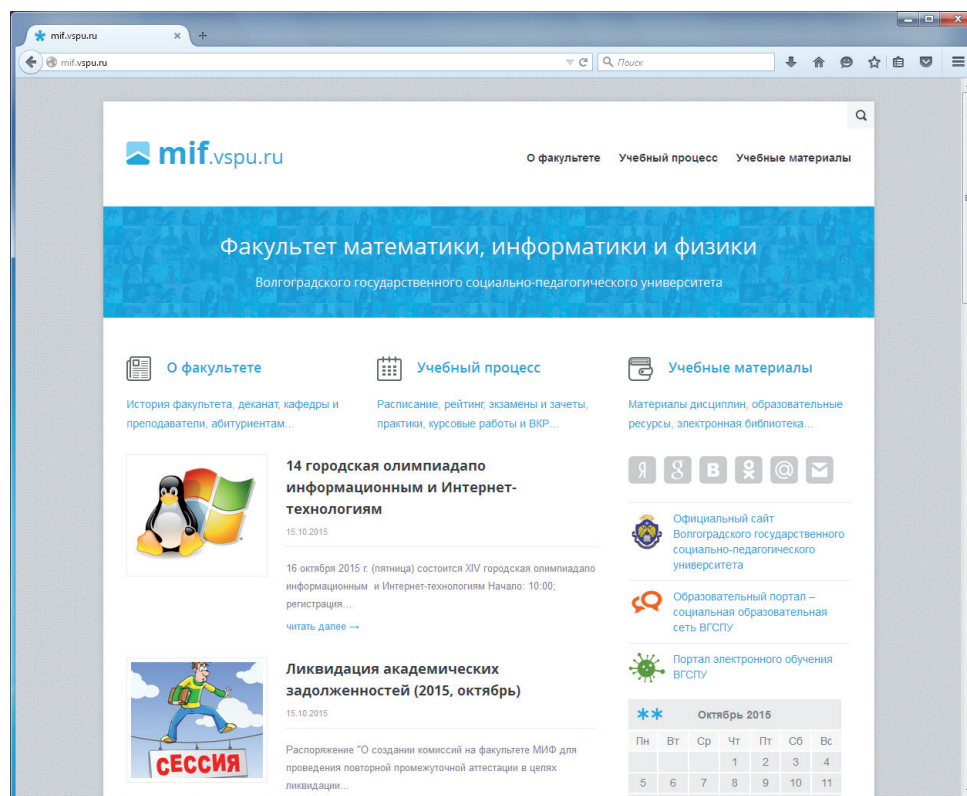 mif.vspu.ru
mif.vspu.ru
Поиск
mif.vspu.ru
О факультете Учебный процесс Учебные материалы
Факультет математики, информатики и физики
Волгоградского государственного социально-педагогического университета
О факультете
История факультета, деканат, кафедры и
преподаватели, абитуриентам...
Учебный процесс
Расписание, рейтинг, экзамены и зачеты,
практики, курсовые работы и ВКР...
Учебные материалы
Материалы дисциплин, образовательные
ресурсы, электронная библиотека...
14 городская олимпиадапо
информационным и Интернет-
технологиям
15.10.2015
16 октября 2015 г. (пятница) состоится XIV городская олимпиадапо
информационным и Интернет-технологиям Начало: 10:00;
регистрация...
читать далее →
СЕССИЯ
Ликвидация академических
задолженностей (2015, октябрь)
15.10.2015
Распоряжение "О создании комиссий на факультете МИФ для
проведения повторной промежуточной аттестации в целях
ликвидации...
Я g В @
Официальный сайт
Волгоградского государственного
социально-педагогического
университета
Образовательный портал –
социальная образовательная
сеть ВГСПУ
Портал электронного обучения
ВГСПУ
Октябрь 2015
Пн Вт Ср Чт Пт Сб Вс
1 2 3 4
5 6 7 8 9 10 11